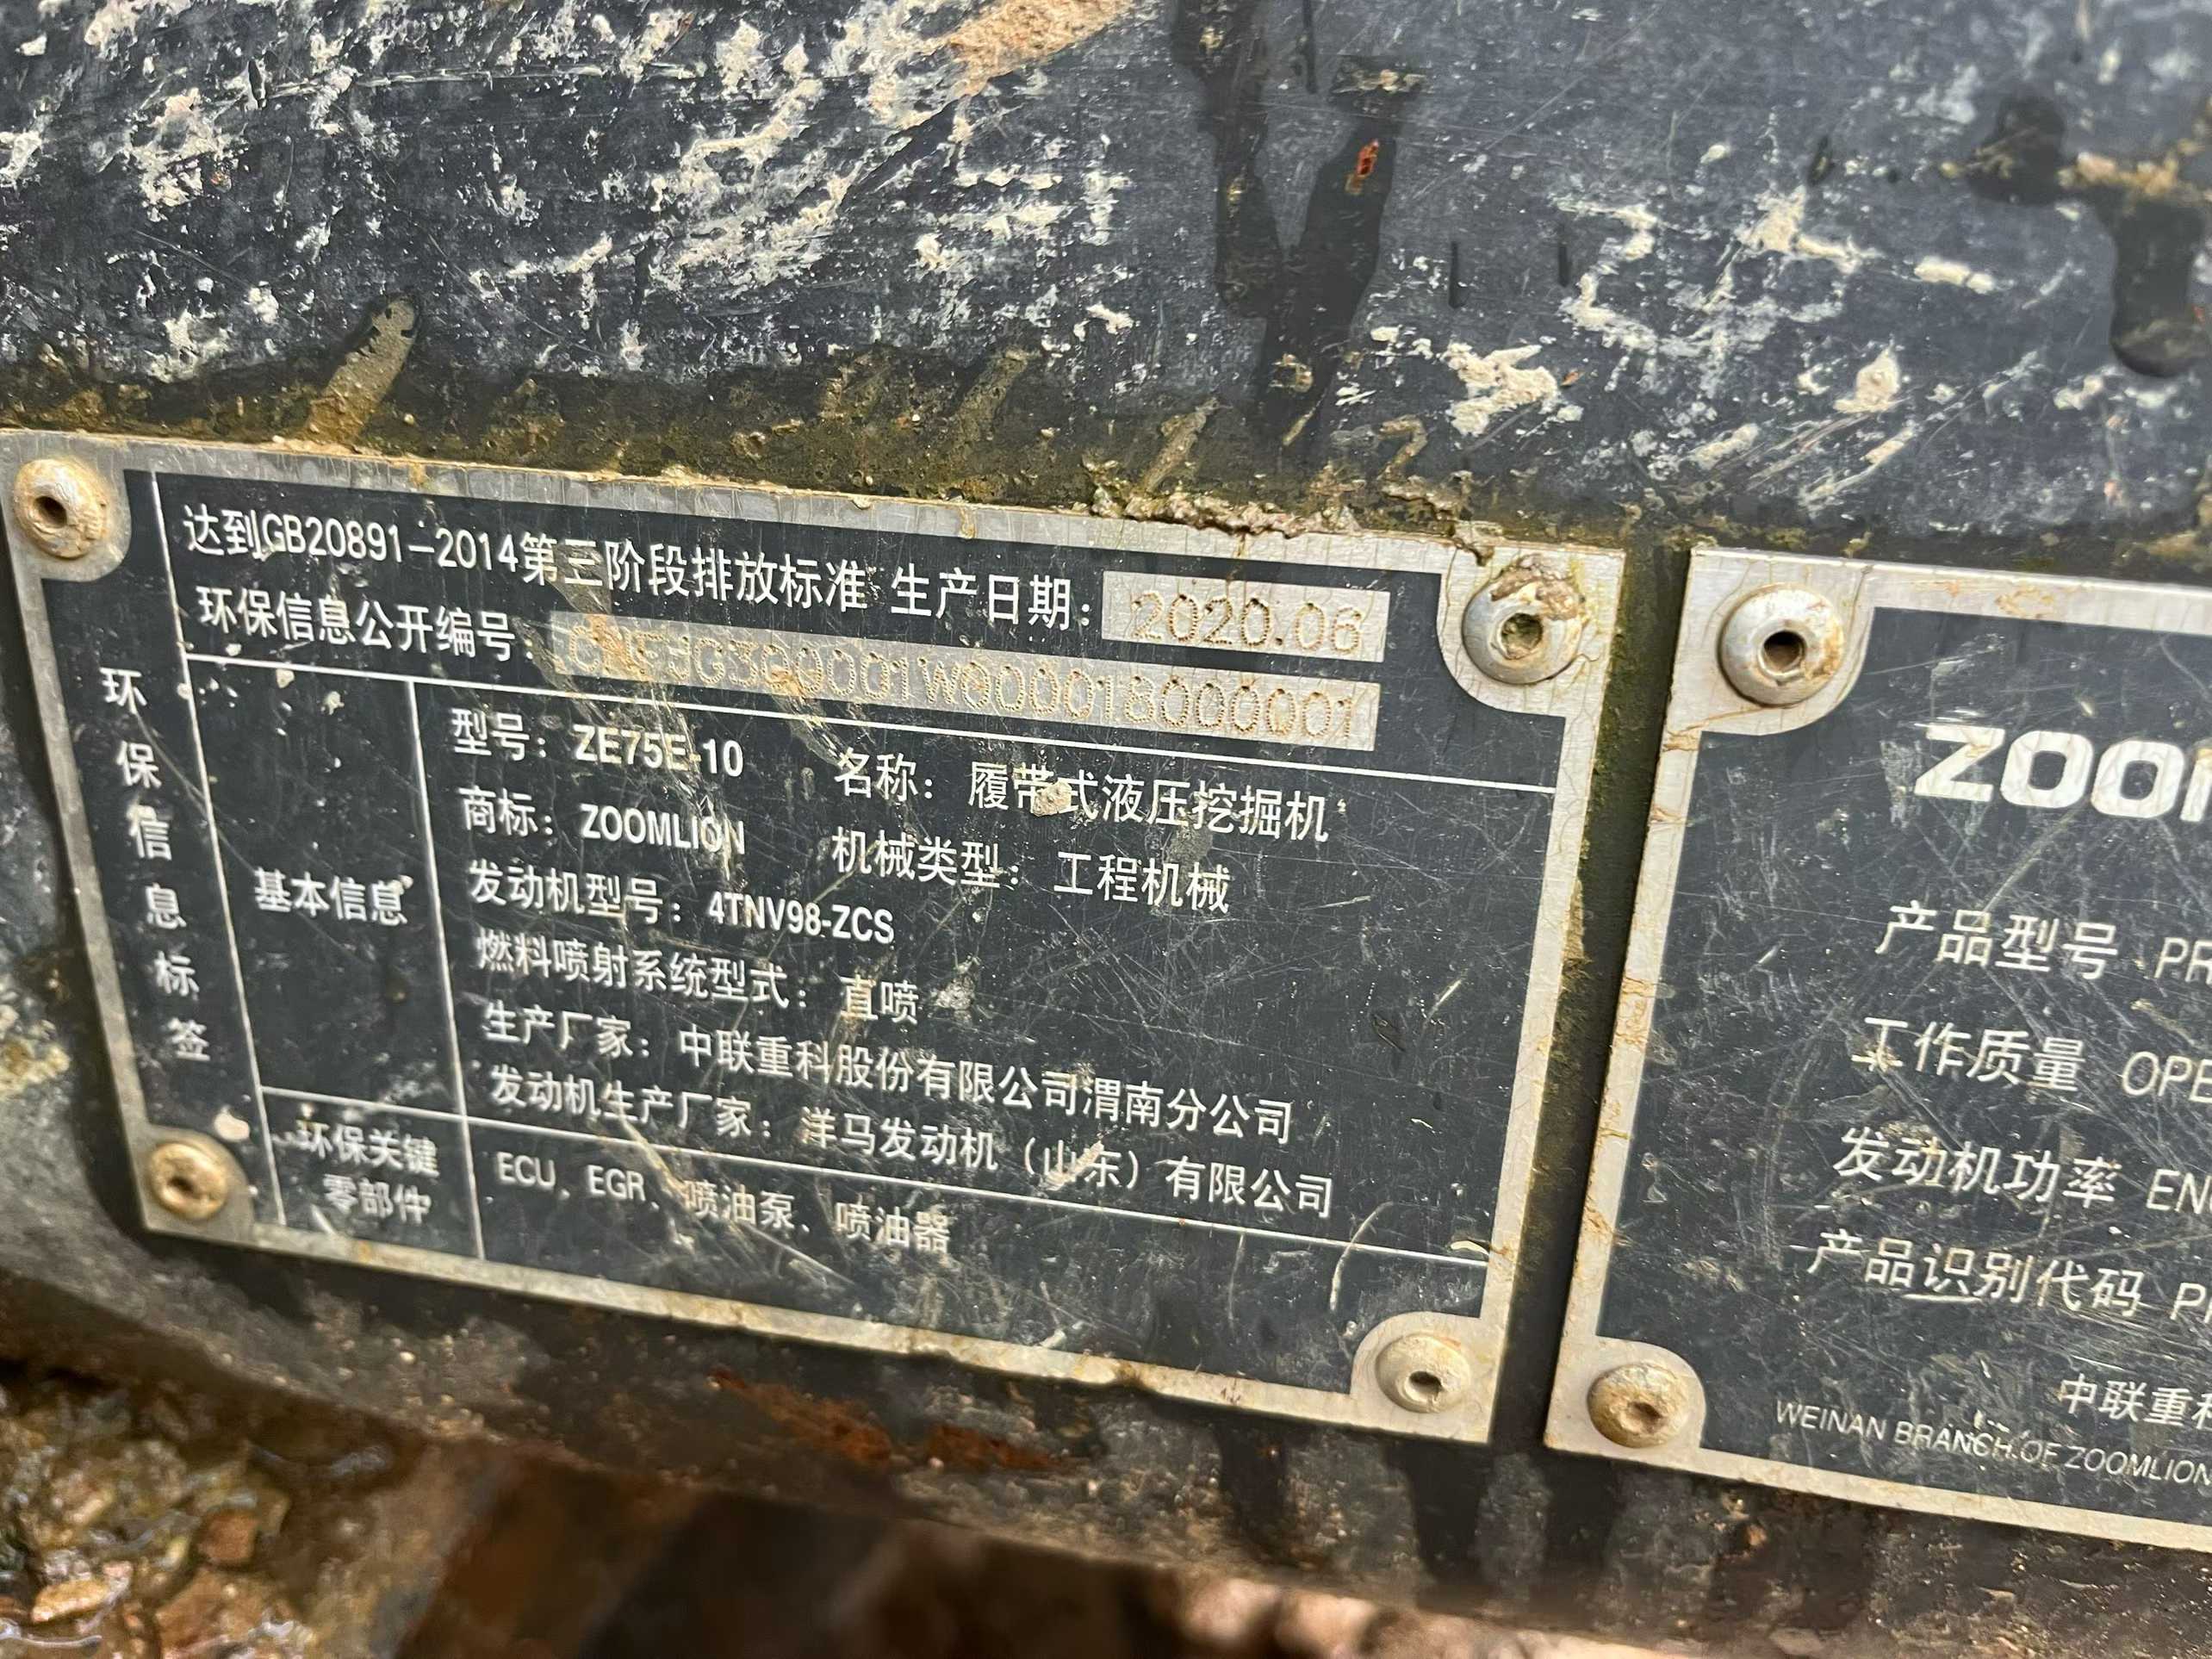 达到GB20891-2014第三阶段排放标准 生产日期: 2020.06
环保信息公开编号:
环保信息标签
基本信息
型号: ZE75E-10 名称: 履带式液压挖掘机
商标: ZOOMLION 机械类型: 工程机械
发动机型号: 4TNV98-ZCS
燃料喷射系统型式: 直喷
生产厂家: 中联重科股份有限公司渭南分公司
发动机生产厂家: 洋马发动机(山东)有限公司
环保关键
零部件
ECU、EGR、喷油泵、喷油器
产品型号
工作质量
发动机功率
产品识别代码
中联重科
WEINAN BRANCH OF ZOOMLION